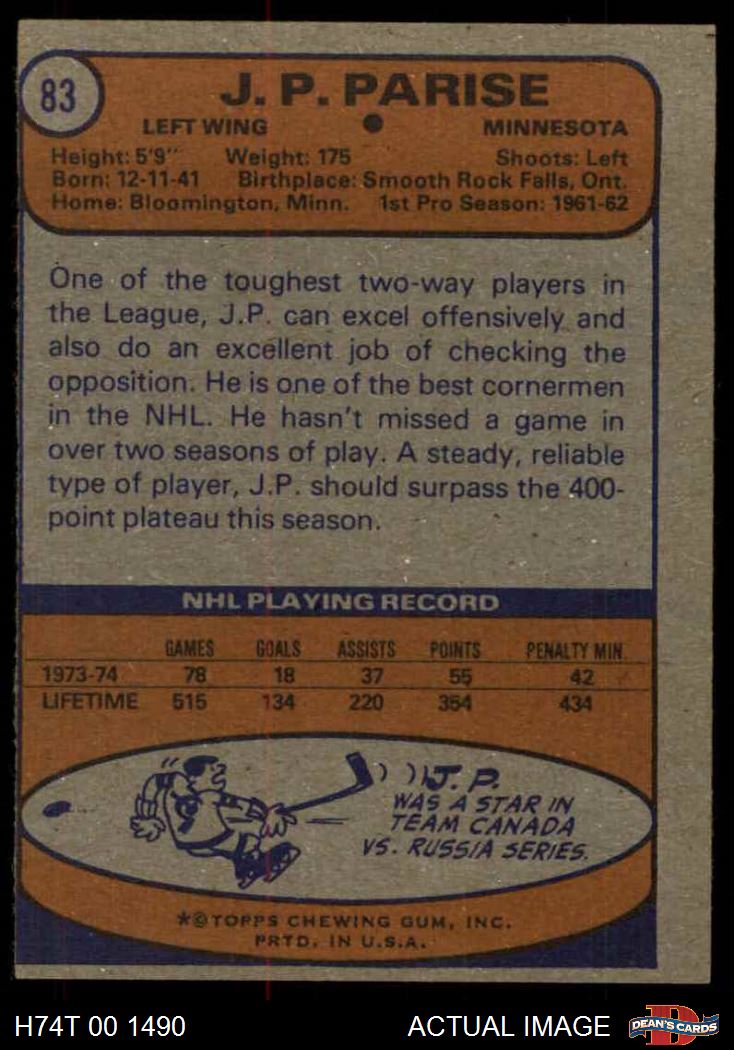 83
J. P. PARISE
LEFT WING • MINNESOTA
Height: 5'9" Weight: 175 Shoots: Left
Born: 12-11-41 Birthplace: Smooth Rock Falls, Ont.
Home: Bloomington, Minn. 1st Pro Season: 1961-62
One of the toughest two-way players in
the League, J.P. can excel offensively and
also do an excellent job of checking the
opposition. He is one of the best cornermen
in the NHL. He hasn't missed a game in
over two seasons of play. A steady, reliable
type of player, J.P. should surpass the 400-
point plateau this season.
NHL PLAYING RECORD
GAMES GOALS ASSISTS POINTS PENALTY MIN.
1973-74 78 18 37 55 42
LIFETIME 515 134 220 354 434
J. P.
WAS A STAR IN
TEAM CANADA
VS. RUSSIA SERIES.
*© TOPPS CHEWING GUM, INC.
PRTD. IN U.S.A.
H74T 00 1490 ACTUAL IMAGE
DEAN'S CARDS